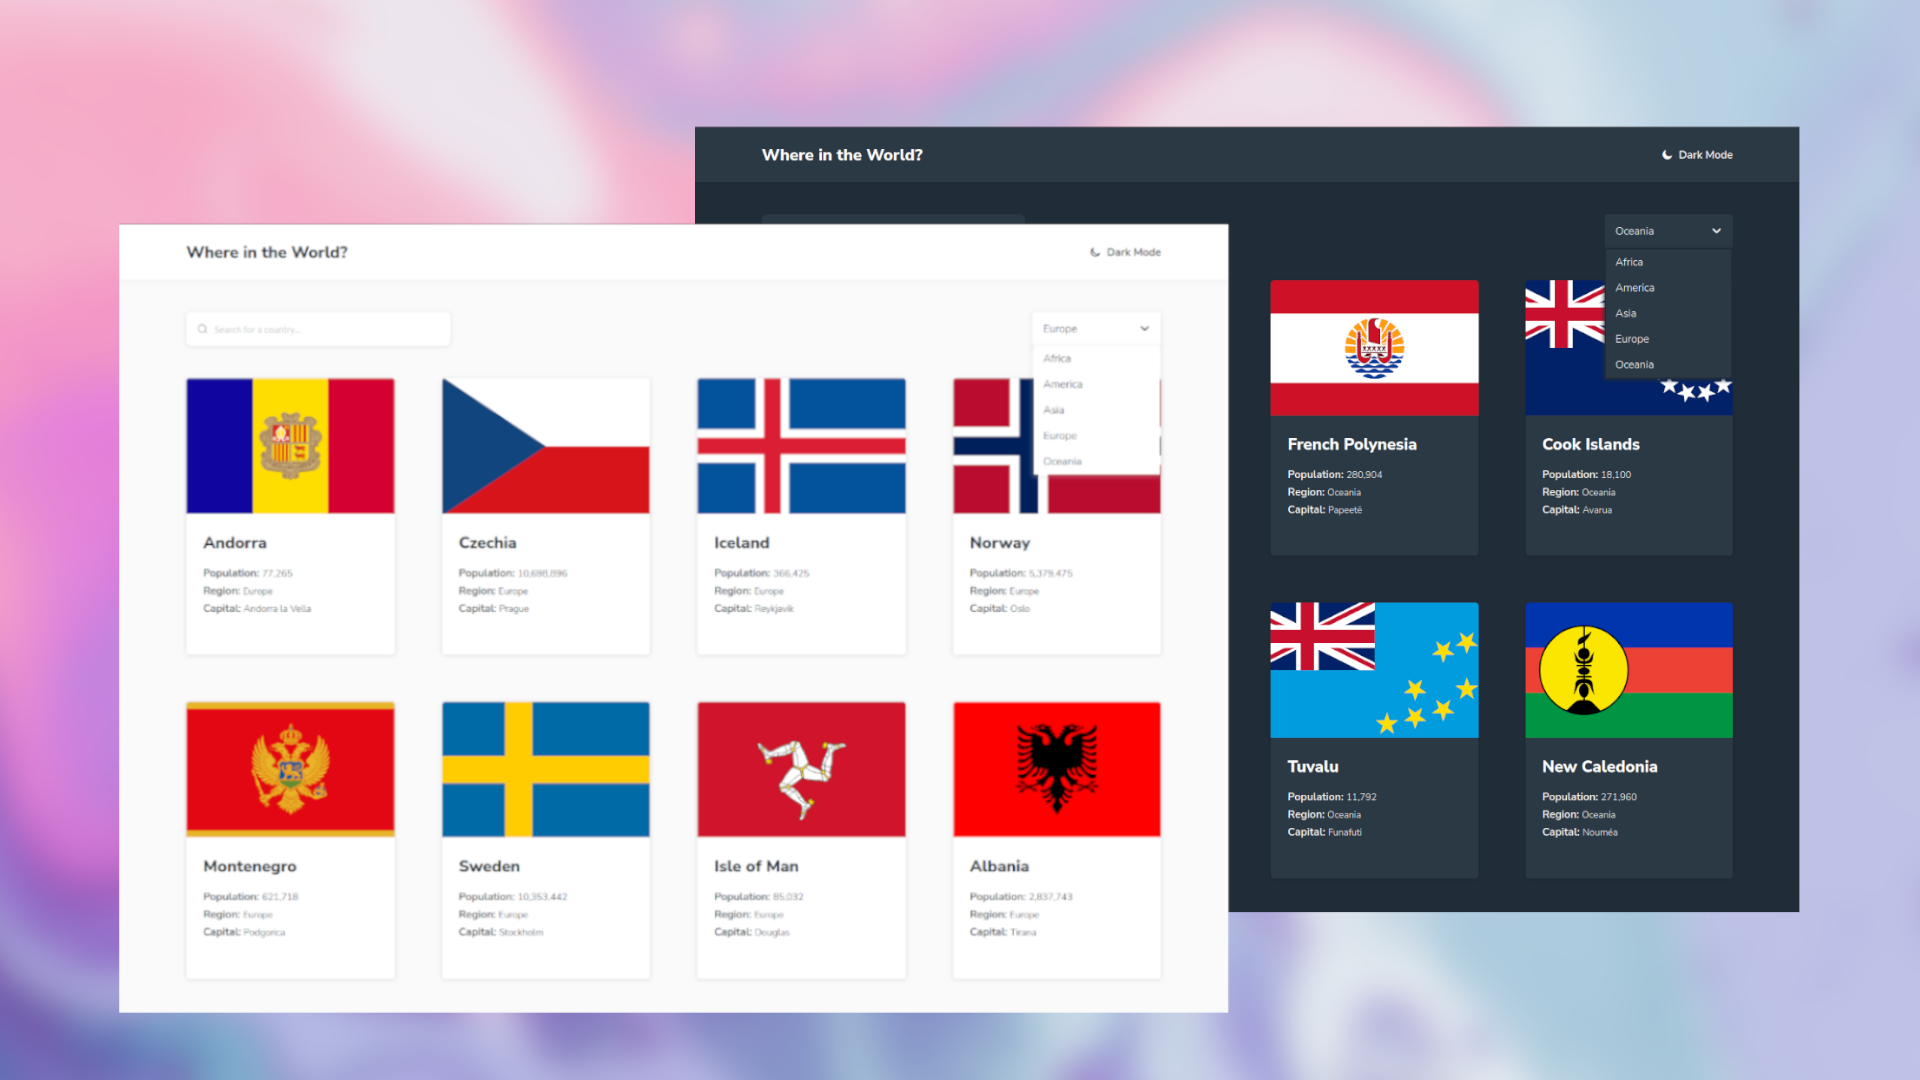 Where in the World?
Dark Mode
Oceania
Africa
America
Asia
Europe
Oceania
French Polynesia
Population: 280,904
Region: Oceania
Capital: Papeetē
Cook Islands
Population: 18,100
Region: Oceania
Capital: Avarua
Tuvalu
Population: 11,792
Region: Oceania
Capital: Funafuti
New Caledonia
Population: 271,960
Region: Oceania
Capital: Nouméa
Where in the World?
Dark Mode
Search for a country...
Europe
Africa
America
Asia
Europe
Oceania
Andorra
Population: 77,265
Region: Europe
Capital: Andorra la Vella
Czechia
Population: 10,698,896
Region: Europe
Capital: Prague
Iceland
Population: 366,425
Region: Europe
Capital: Reykjavik
Norway
Population: 5,379,475
Region: Europe
Capital: Oslo
Montenegro
Population: 621,718
Region: Europe
Capital: Podgorica
Sweden
Population: 10,353,442
Region: Europe
Capital: Stockholm
Isle of Man
Population: 85,032
Region: Europe
Capital: Douglas
Albania
Population: 2,837,743
Region: Europe
Capital: Tirana